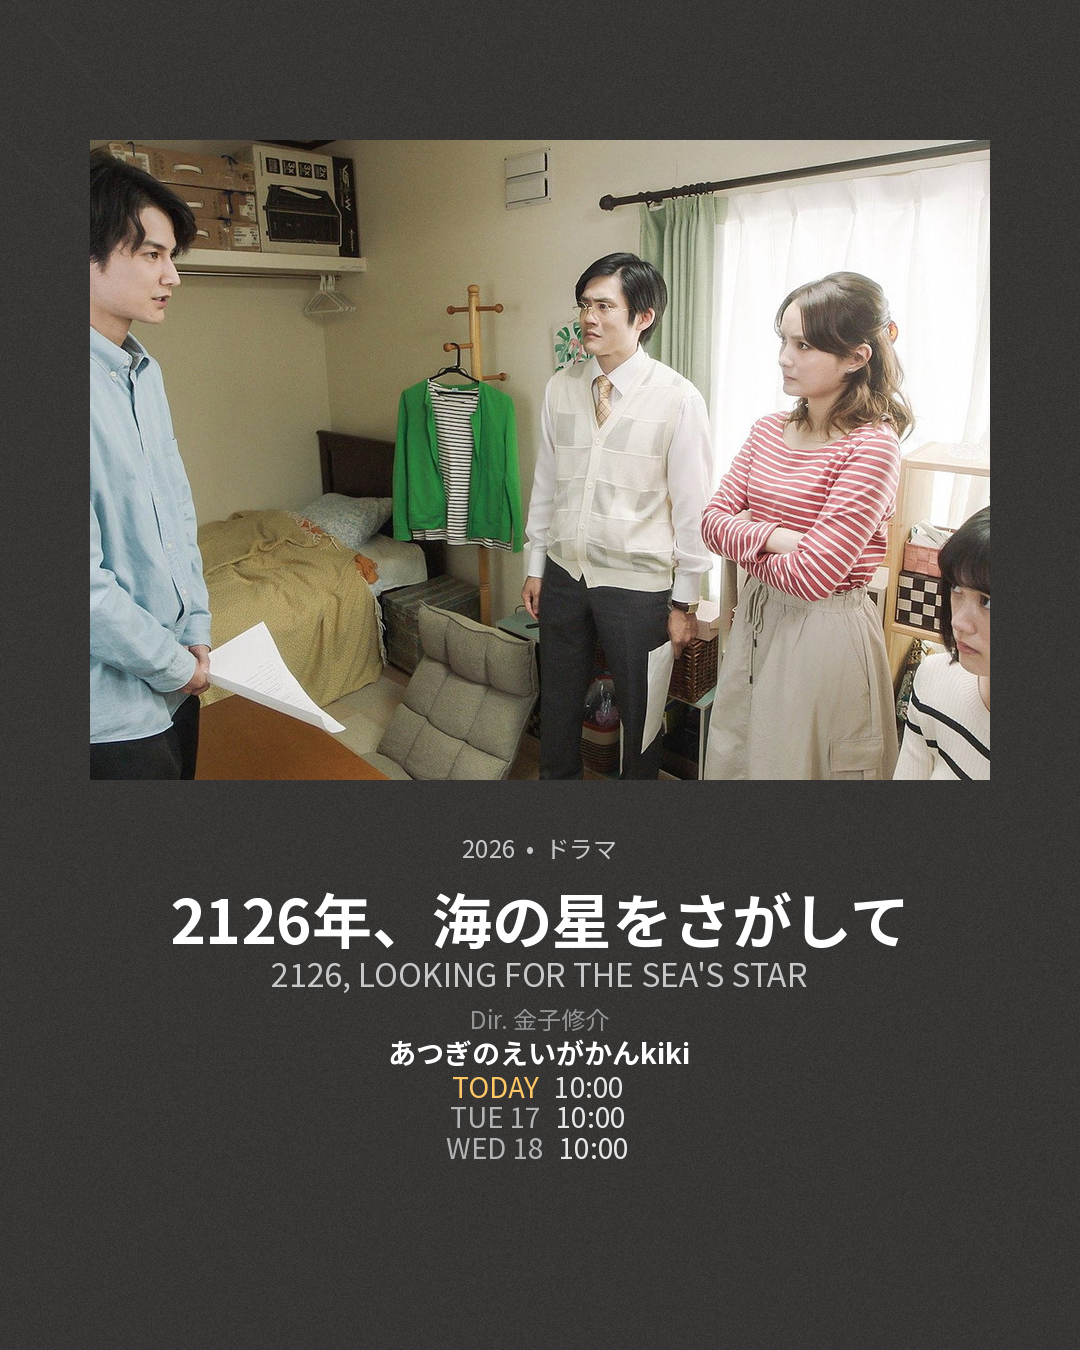 2026 • ドラマ
2126年、海の星をさがして
2126, LOOKING FOR THE SEA'S STAR
Dir. 金子修介
あつぎのえいがかんkiki
TODAY 10:00
TUE 17 10:00
WED 18 10:00